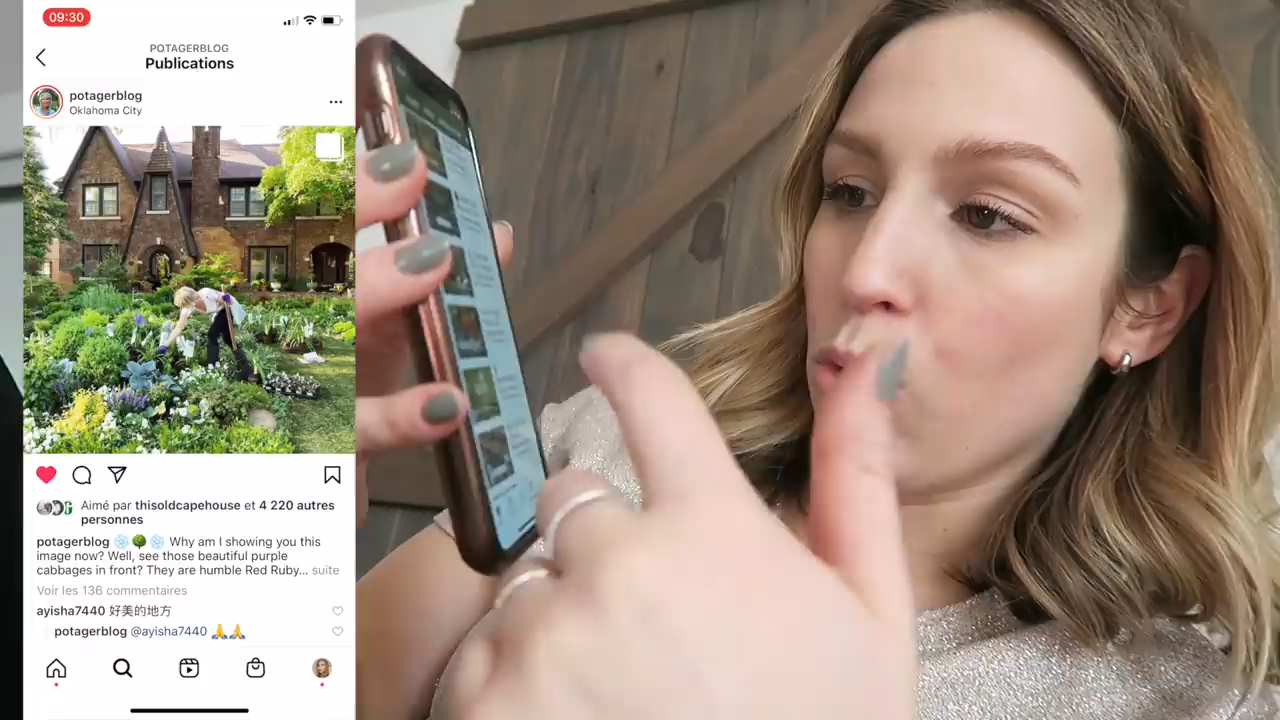 09:30
POTAGERBLOG
Publications
potagerblog
Oklahoma City
Aimé par thisoldcapehouse et 4 220 autres
personnes
potagerblog ❄️🌳❄️ Why am I showing you this
image now? Well, see those beautiful purple
cabbages in front? They are humble Red Ruby... suite
Voir les 136 commentaires
ayisha7440 好美的地方
potagerblog @ayisha7440 🙏🙏